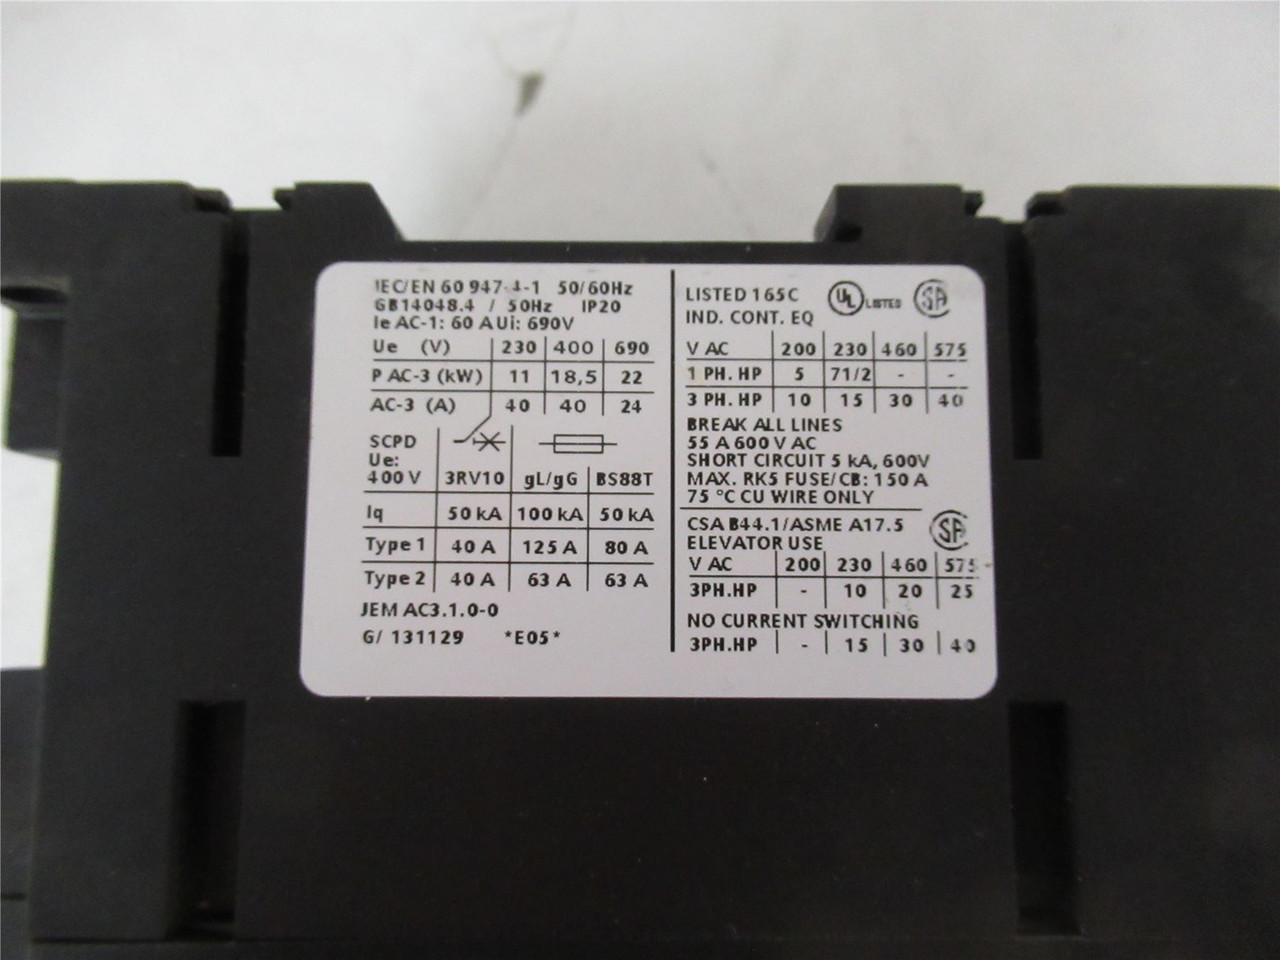 IEC/EN 60 947-4-1 50/60Hz
GB14048.4 / 50Hz IP20
Ie AC-1: 60 A Ui: 690V
Ue (V) 230 400 690
P AC-3 (kW) 11 18,5 22
AC-3 (A) 40 40 24
SCPD
Ue:
400 V 3RV10 gL/gG BS88T
Iq 50 kA 100 kA 50 kA
Type 1 40 A 125 A 80 A
Type 2 40 A 63 A 63 A
JEM AC3.1.0-0
G/ 131129 *E05*
LISTED 165C UL LISTED SA
IND. CONT. EQ
V AC 200 230 460 575
1 PH. HP 5 71/2 - -
3 PH. HP 10 15 30 40
BREAK ALL LINES
55 A 600 V AC
SHORT CIRCUIT 5 kA, 600V
MAX. RK5 FUSE/CB: 150 A
75 °C CU WIRE ONLY
CSA B44.1/ASME A17.5 SA
ELEVATOR USE
V AC 200 230 460 575
3PH.HP - 10 20 25
NO CURRENT SWITCHING
3PH.HP - 15 30 40